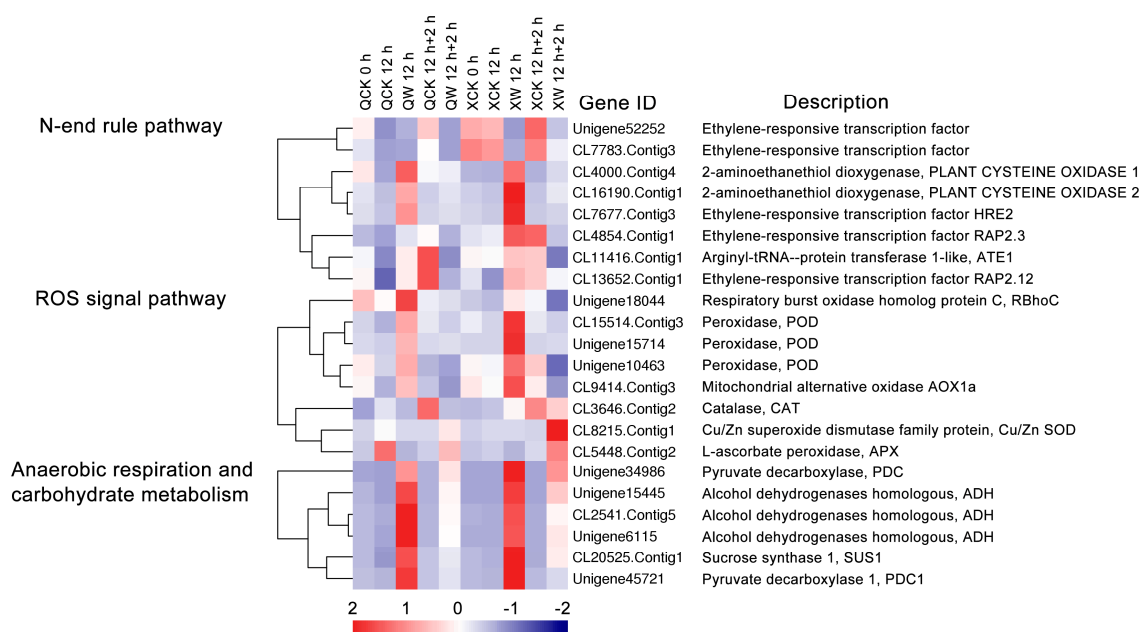 QCK 0 h
QCK 12 h
QW 12 h
QCK 12 h+2 h
QW 12 h+2 h
XCK 0 h
XCK 12 h
XW 12 h
XCK 12 h+2 h
XW 12 h+2 h
Gene ID
Description
N-end rule pathway
Unigene52252 Ethylene-responsive transcription factor
CL7783.Contig3 Ethylene-responsive transcription factor
CL4000.Contig4 2-aminoethanethiol dioxygenase, PLANT CYSTEINE OXIDASE 1
CL16190.Contig1 2-aminoethanethiol dioxygenase, PLANT CYSTEINE OXIDASE 2
CL7677.Contig3 Ethylene-responsive transcription factor HRE2
CL4854.Contig1 Ethylene-responsive transcription factor RAP2.3
CL11416.Contig1 Arginyl-tRNA--protein transferase 1-like, ATE1
CL13652.Contig1 Ethylene-responsive transcription factor RAP2.12
ROS signal pathway
Unigene18044 Respiratory burst oxidase homolog protein C, RBhoC
CL15514.Contig3 Peroxidase, POD
Unigene15714 Peroxidase, POD
Unigene10463 Peroxidase, POD
CL9414.Contig3 Mitochondrial alternative oxidase AOX1a
CL3646.Contig2 Catalase, CAT
CL8215.Contig1 Cu/Zn superoxide dismutase family protein, Cu/Zn SOD
CL5448.Contig2 L-ascorbate peroxidase, APX
Anaerobic respiration and
carbohydrate metabolism
Unigene34986 Pyruvate decarboxylase, PDC
Unigene15445 Alcohol dehydrogenases homologous, ADH
CL2541.Contig5 Alcohol dehydrogenases homologous, ADH
Unigene6115 Alcohol dehydrogenases homologous, ADH
CL20525.Contig1 Sucrose synthase 1, SUS1
Unigene45721 Pyruvate decarboxylase 1, PDC1
2 1 0 -1 -2